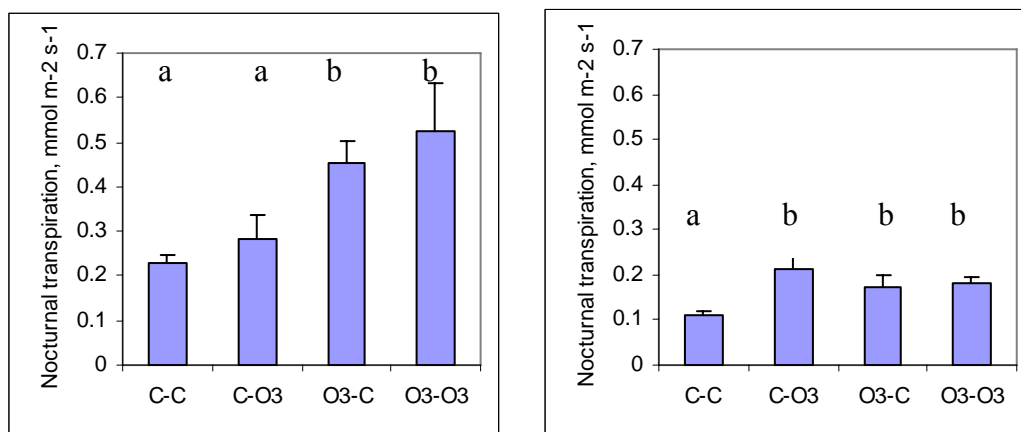 Nocturnal transpiration, mmol m-2 s-1
0.7
0.6
0.5
0.4
0.3
0.2
0.1
0
a a b b
C-C C-O3 O3-C O3-O3
Nocturnal transpiration, mmol m-2 s-1
0.7
0.6
0.5
0.4
0.3
0.2
0.1
0
a b b b
C-C C-O3 O3-C O3-O3